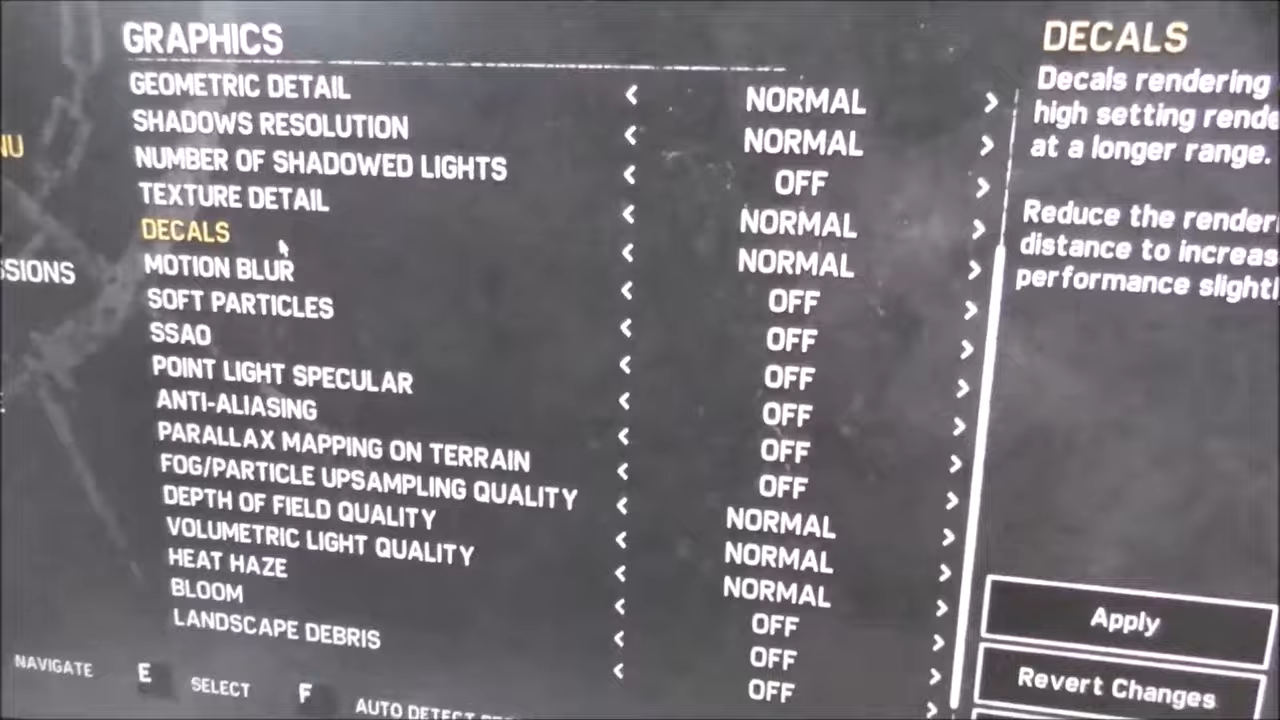 GRAPHICS
GEOMETRIC DETAIL < NORMAL >
SHADOWS RESOLUTION < NORMAL >
NUMBER OF SHADOWED LIGHTS < OFF >
TEXTURE DETAIL < NORMAL >
DECALS < NORMAL >
MOTION BLUR < OFF >
SOFT PARTICLES < OFF >
SSAO < OFF >
POINT LIGHT SPECULAR < OFF >
ANTI-ALIASING < OFF >
PARALLAX MAPPING ON TERRAIN < OFF >
FOG/PARTICLE UPSAMPLING QUALITY < NORMAL >
DEPTH OF FIELD QUALITY < NORMAL >
VOLUMETRIC LIGHT QUALITY < NORMAL >
HEAT HAZE < OFF >
BLOOM < OFF >
LANDSCAPE DEBRIS < OFF >
NU
SSIONS
DECALS
Decals rendering
high setting rende
at a longer range.
Reduce the render
distance to increas
performance slightl
Apply
Revert Changes
NAVIGATE E SELECT F AUTO DETECT